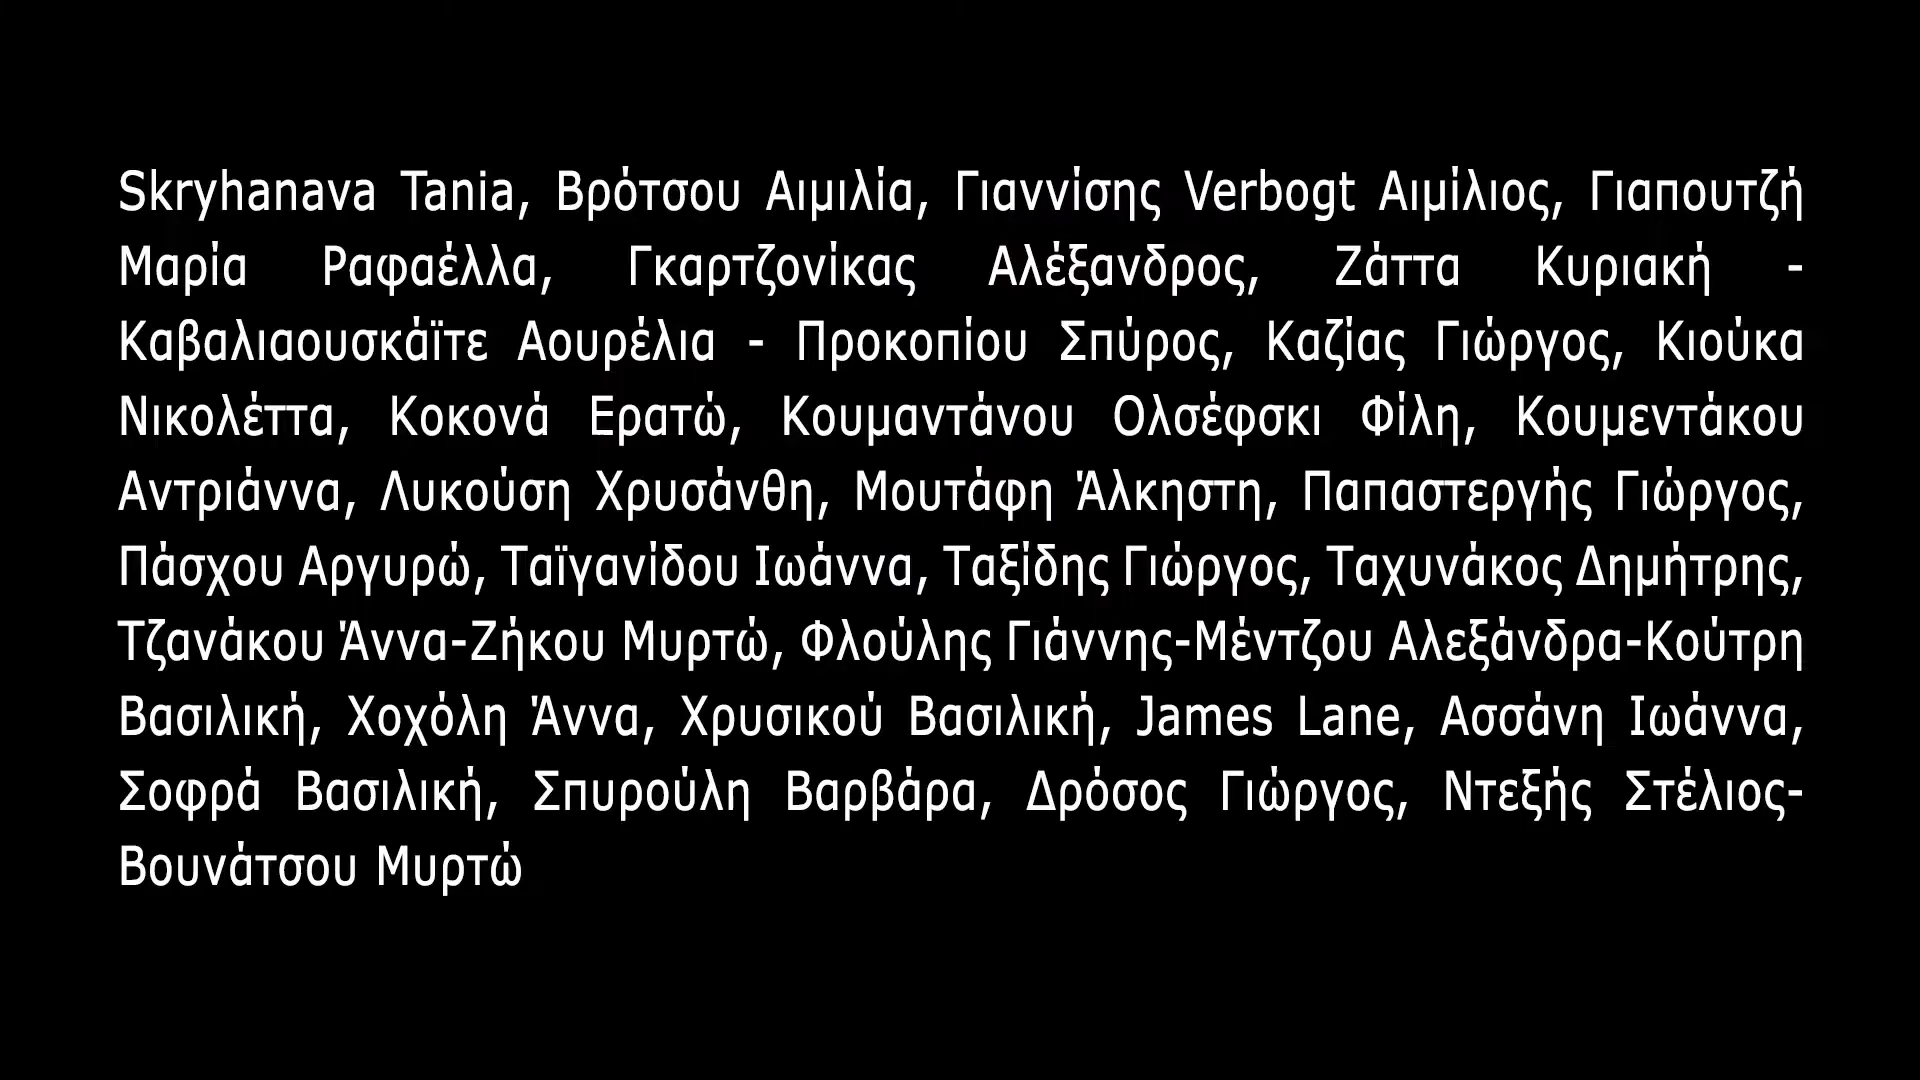 Skryhanava Tania, Βρότσου Αιμιλία, Γιαννίσης Verbogt Αιμίλιος, Γιαπουτζή
Μαρία Ραφαέλλα, Γκαρτζονίκας Αλέξανδρος, Ζάττα Κυριακή -
Καβαλιαουσκάϊτε Αουρέλια - Προκοπίου Σπύρος, Καζίας Γιώργος, Κιούκα
Νικολέττα, Κοκονά Ερατώ, Κουμαντάνου Ολσέφσκι Φίλη, Κουμεντάκου
Αντριάννα, Λυκούση Χρυσάνθη, Μουτάφη Άλκηστη, Παπαστεργής Γιώργος,
Πάσχου Αργυρώ, Ταϊγανίδου Ιωάννα, Ταξίδης Γιώργος, Ταχυνάκος Δημήτρης,
Τζανάκου Άννα-Ζήκου Μυρτώ, Φλούλης Γιάννης-Μέντζου Αλεξάνδρα-Κούτρη
Βασιλική, Χοχόλη Άννα, Χρυσικού Βασιλική, James Lane, Ασσάνη Ιωάννα,
Σοφρά Βασιλική, Σπυρούλη Βαρβάρα, Δρόσος Γιώργος, Ντεξής Στέλιος-
Βουνάτσου Μυρτώ